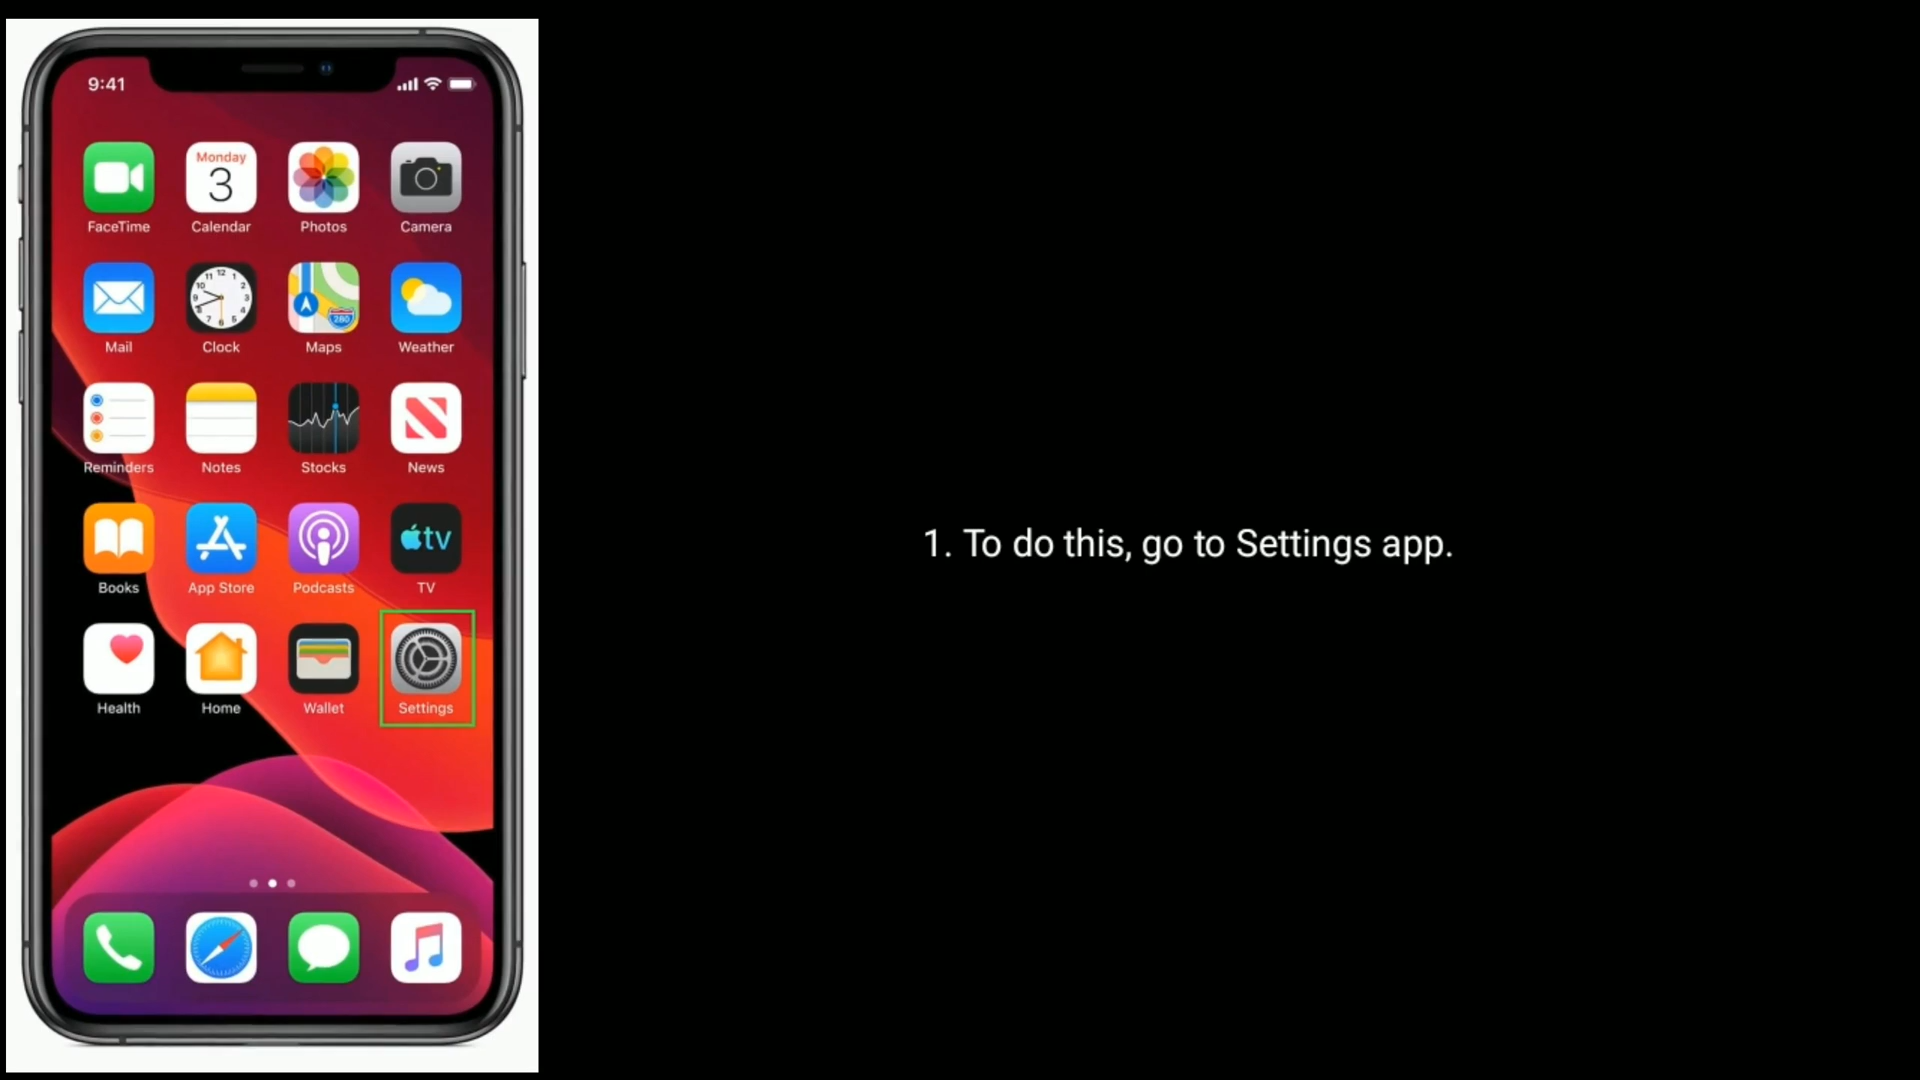 9:41
Monday
3
FaceTime Calendar Photos Camera
280
Mail Clock Maps Weather
Reminders Notes Stocks News
tv
Books App Store Podcasts TV
Health Home Wallet Settings
1. To do this, go to Settings app.